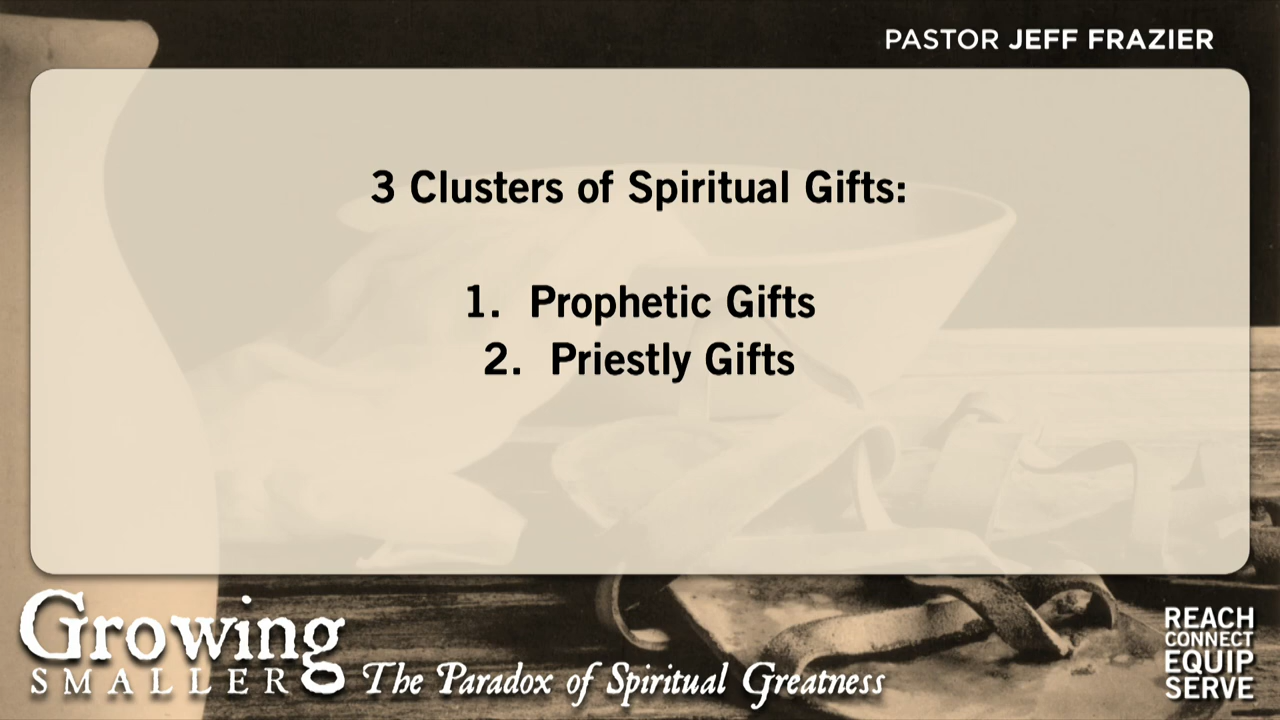 PASTOR JEFF FRAZIER
3 Clusters of Spiritual Gifts:
1. Prophetic Gifts
2. Priestly Gifts
Growing
SMALLER
The Paradox of Spiritual Greatness
REACH
CONNECT
EQUIP
SERVE